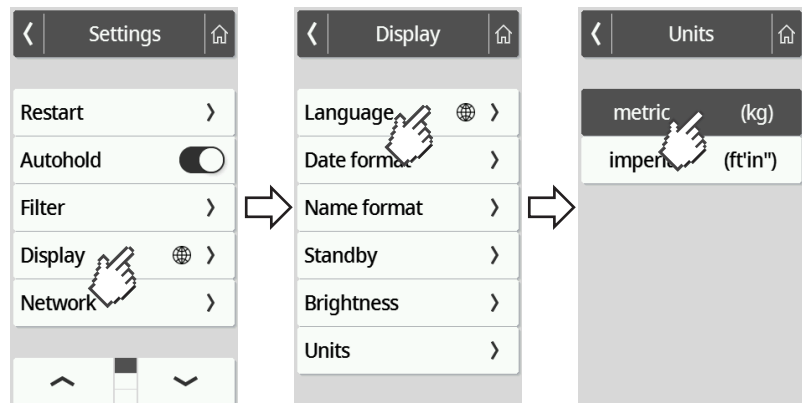 Settings
Restart
Autohold
Filter
Display
Network
Display
Language
Date format
Name format
Standby
Brightness
Units
Units
metric (kg)
imperial (ft'in")